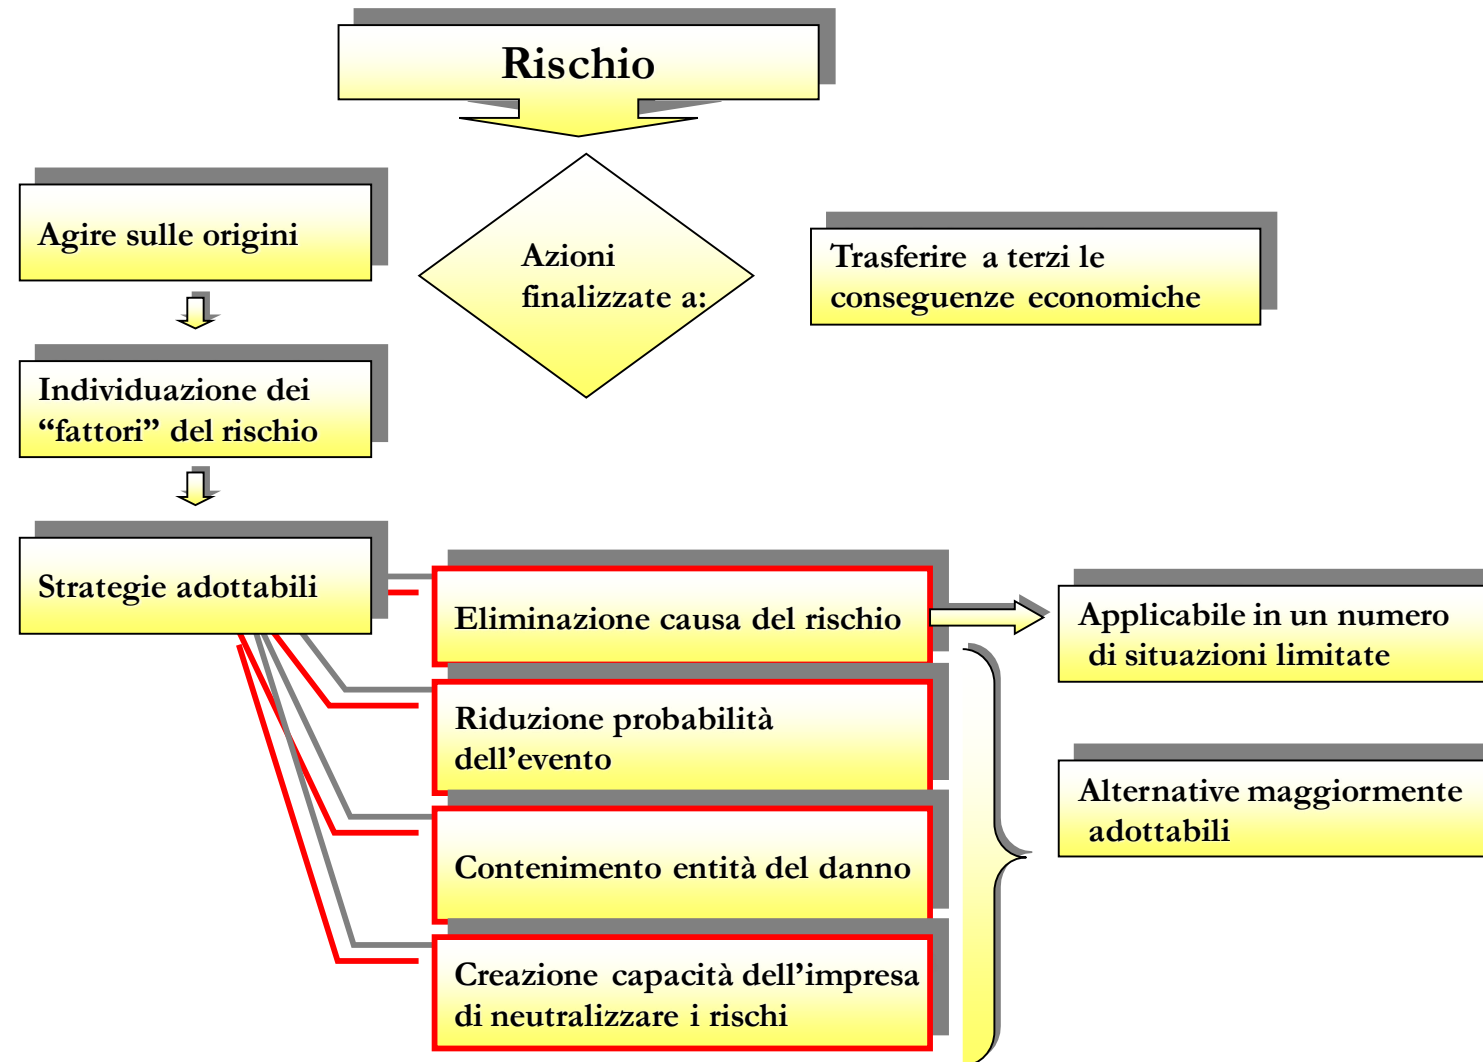 Rischio
Agire sulle origini
Azioni
finalizzate a:
Trasferire a terzi le
conseguenze economiche
Individuazione dei
“fattori” del rischio
Strategie adottabili
Eliminazione causa del rischio
Applicabile in un numero
di situazioni limitate
Riduzione probabilità
dell’evento
Alternative maggiormente
adottabili
Contenimento entità del danno
Creazione capacità dell’impresa
di neutralizzare i rischi